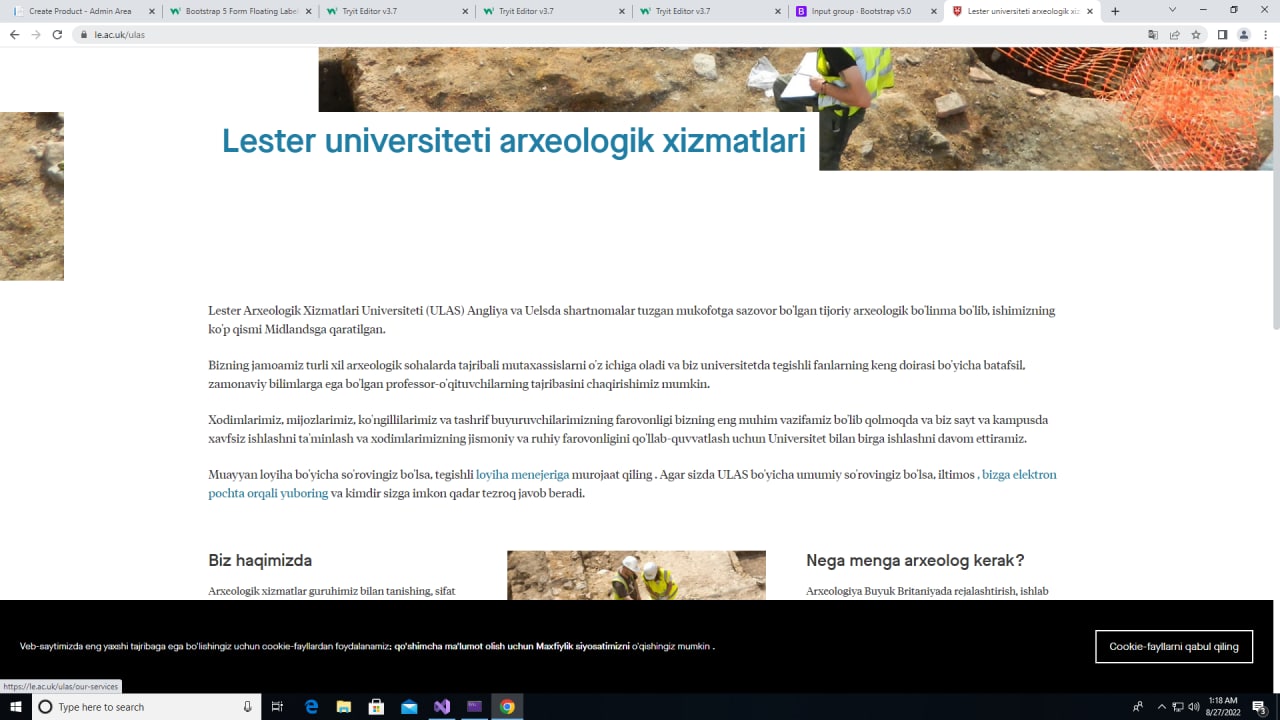 Create Product - Admin Area
Bootstrap 5 Form Floating Label
Tryit Editor v3.7
Tryit Editor v3.7
Tryit Editor v3.7
Input group · Bootstrap v5.0
Lester universiteti arxeologik xiz
le.ac.uk/ulas
Lester universiteti arxeologik xizmatlari
Lester Arxeologik Xizmatlari Universiteti (ULAS) Angliya va Uelsda shartnomalar tuzgan mukofotga sazovor bo'lgan tijoriy arxeologik bo'linma bo'lib, ishimizning
ko'p qismi Midlandsga qaratilgan.
Bizning jamoamiz turli xil arxeologik sohalarda tajribali mutaxassislarni o'z ichiga oladi va biz universitetda tegishli fanlarning keng doirasi bo'yicha batafsil,
zamonaviy bilimlarga ega bo'lgan professor-o'qituvchilarning tajribasini chaqirishimiz mumkin.
Xodimlarimiz, mijozlarimiz, ko'ngillilarimiz va tashrif buyuruvchilarimizning farovonligi bizning eng muhim vazifamiz bo'lib qolmoqda va biz sayt va kampusda
xavfsiz ishlashni ta'minlash va xodimlarimizning jismoniy va ruhiy farovonligini qo'llab-quvvatlash uchun Universitet bilan birga ishlashni davom ettiramiz.
Muayyan loyiha bo'yicha so'rovingiz bo'lsa, tegishli loyiha menejeriga murojaat qiling . Agar sizda ULAS bo'yicha umumiy so'rovingiz bo'lsa, iltimos , bizga elektron
pochta orqali yuboring va kimdir sizga imkon qadar tezroq javob beradi.
Biz haqimizda
Arxeologik xizmatlar guruhimiz bilan tanishing, sifat
Nega menga arxeolog kerak?
Arxeologiya Buyuk Britaniyada rejalashtirish, ishlab
Veb-saytimizda eng yaxshi tajribaga ega bo'lishingiz uchun cookie-fayllardan foydalanamiz; qo'shimcha ma'lumot olish uchun Maxfiylik siyosatimizni o'qishingiz mumkin .
Cookie-fayllarni qabul qiling
https://le.ac.uk/ulas/our-services
Type here to search
1:18 AM
8/27/2022
3